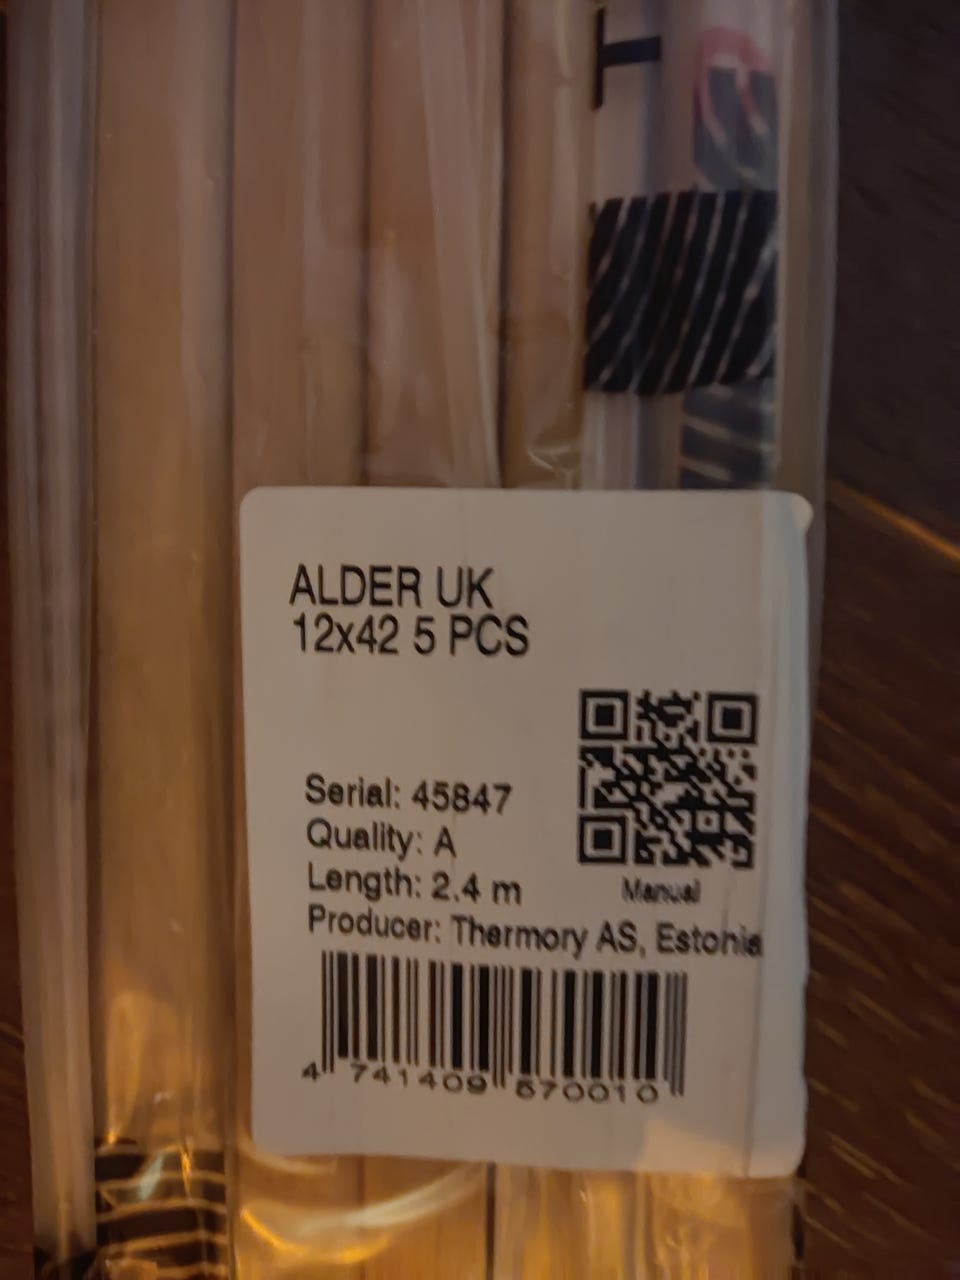 ALDER UK
12x42 5 PCS
Serial: 45847
Quality: A
Length: 2.4 m
Manual
Producer: Thermory AS, Estonia
4 741409 570010